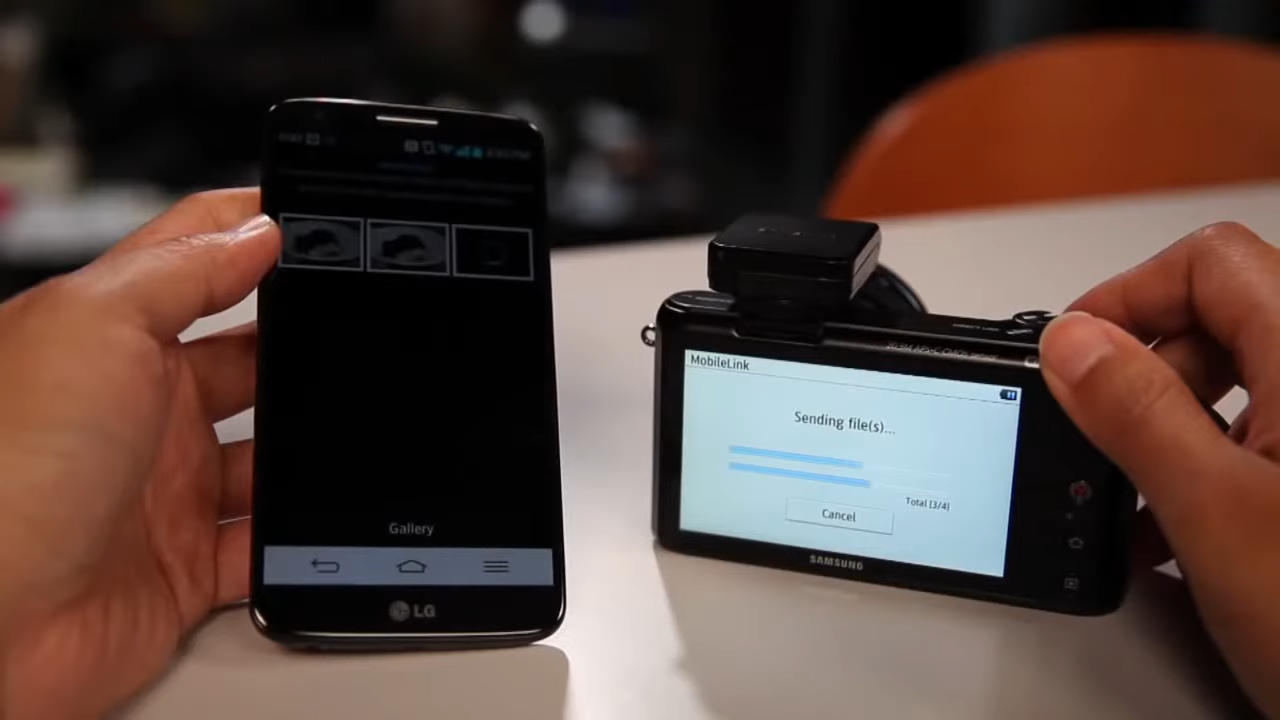 Gallery
LG
MobileLink
Sending file(s)...
Total [3/4]
Cancel
SAMSUNG